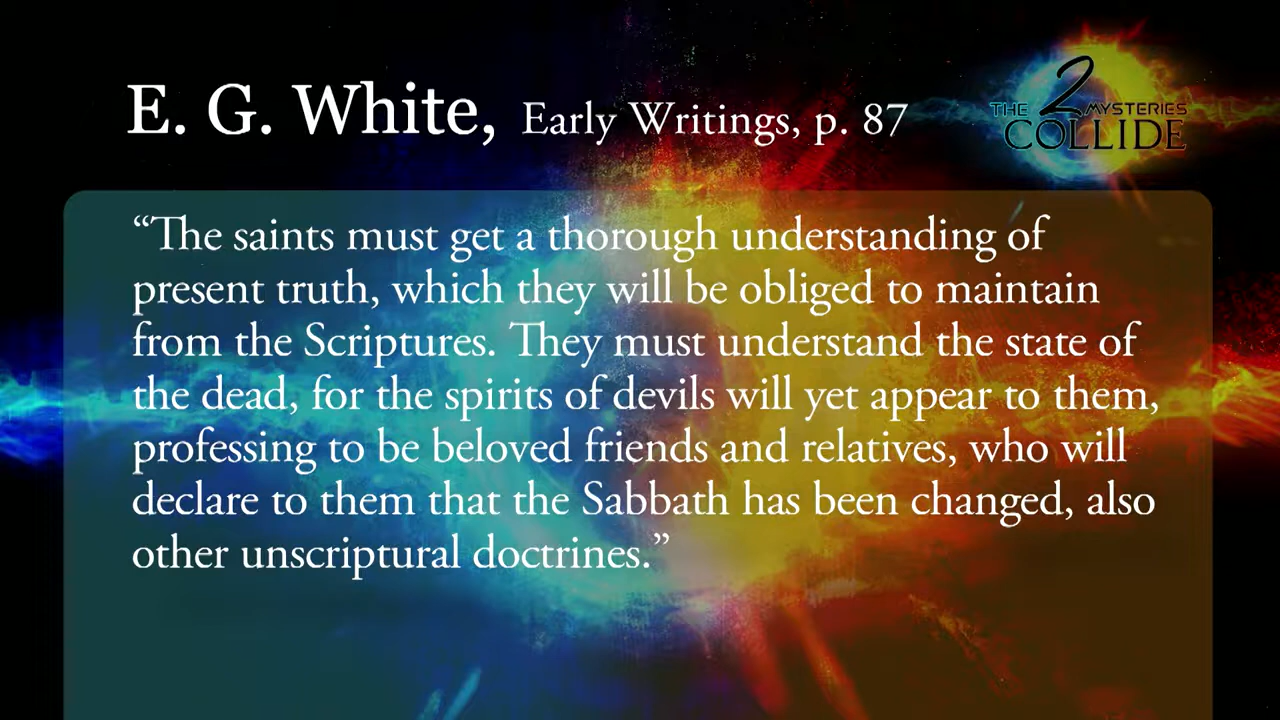 E. G. White, Early Writings, p. 87
THE 2 MYSTERIES
COLLIDE
“The saints must get a thorough understanding of
present truth, which they will be obliged to maintain
from the Scriptures. They must understand the state of
the dead, for the spirits of devils will yet appear to them,
professing to be beloved friends and relatives, who will
declare to them that the Sabbath has been changed, also
other unscriptural doctrines.”